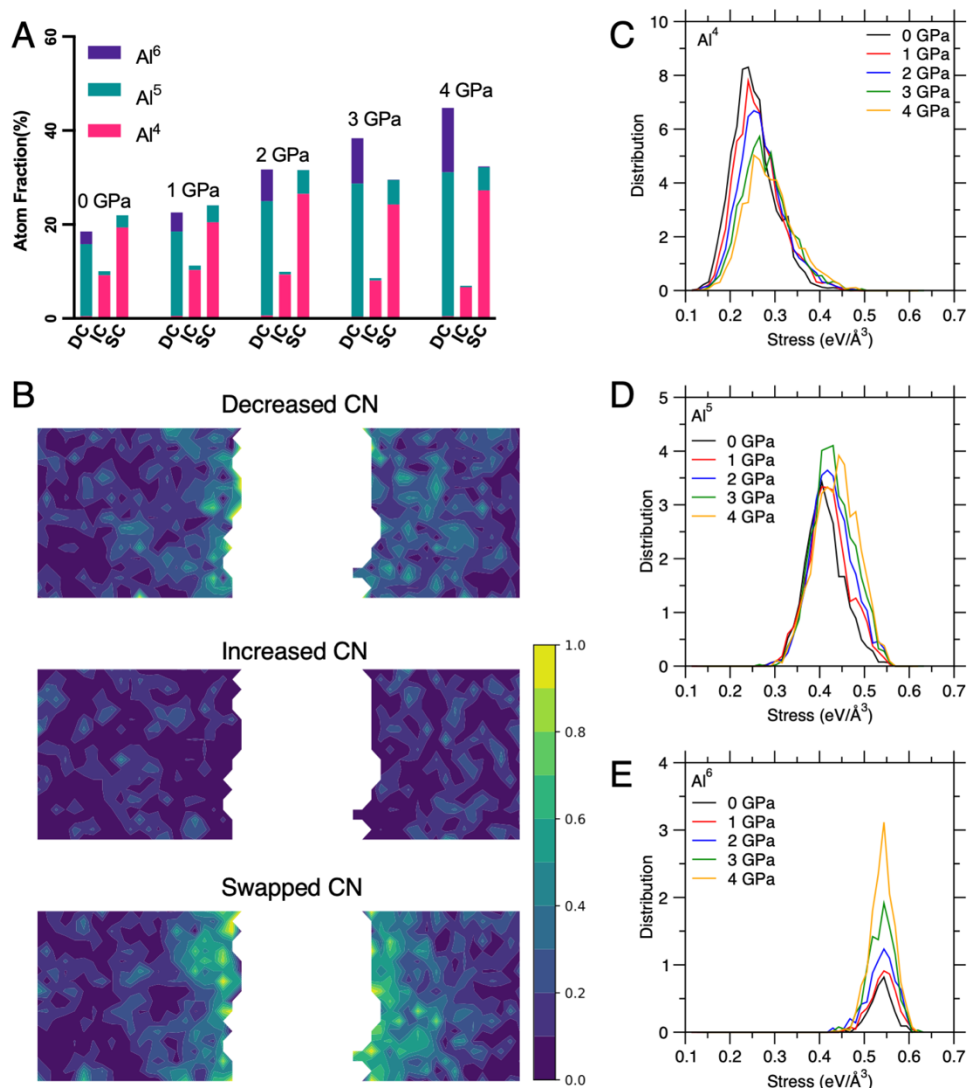 A
Atom Fraction(%)
60
40
20
0
Al⁶
Al⁵
Al⁴
0 GPa
1 GPa
2 GPa
3 GPa
4 GPa
DC IC SC DC IC SC DC IC SC DC IC SC DC IC SC
B
Decreased CN
Increased CN
Swapped CN
1.0
0.8
0.6
0.4
0.2
0.0
C
Al⁴
0 GPa
1 GPa
2 GPa
3 GPa
4 GPa
Distribution
10
8
6
4
2
0
0.1 0.2 0.3 0.4 0.5 0.6 0.7
Stress (eV/Å³)
D
Al⁵
0 GPa
1 GPa
2 GPa
3 GPa
4 GPa
Distribution
5
4
3
2
1
0
0.1 0.2 0.3 0.4 0.5 0.6 0.7
Stress (eV/Å³)
E
Al⁶
0 GPa
1 GPa
2 GPa
3 GPa
4 GPa
Distribution
4
3
2
1
0
0.1 0.2 0.3 0.4 0.5 0.6 0.7
Stress (eV/Å³)